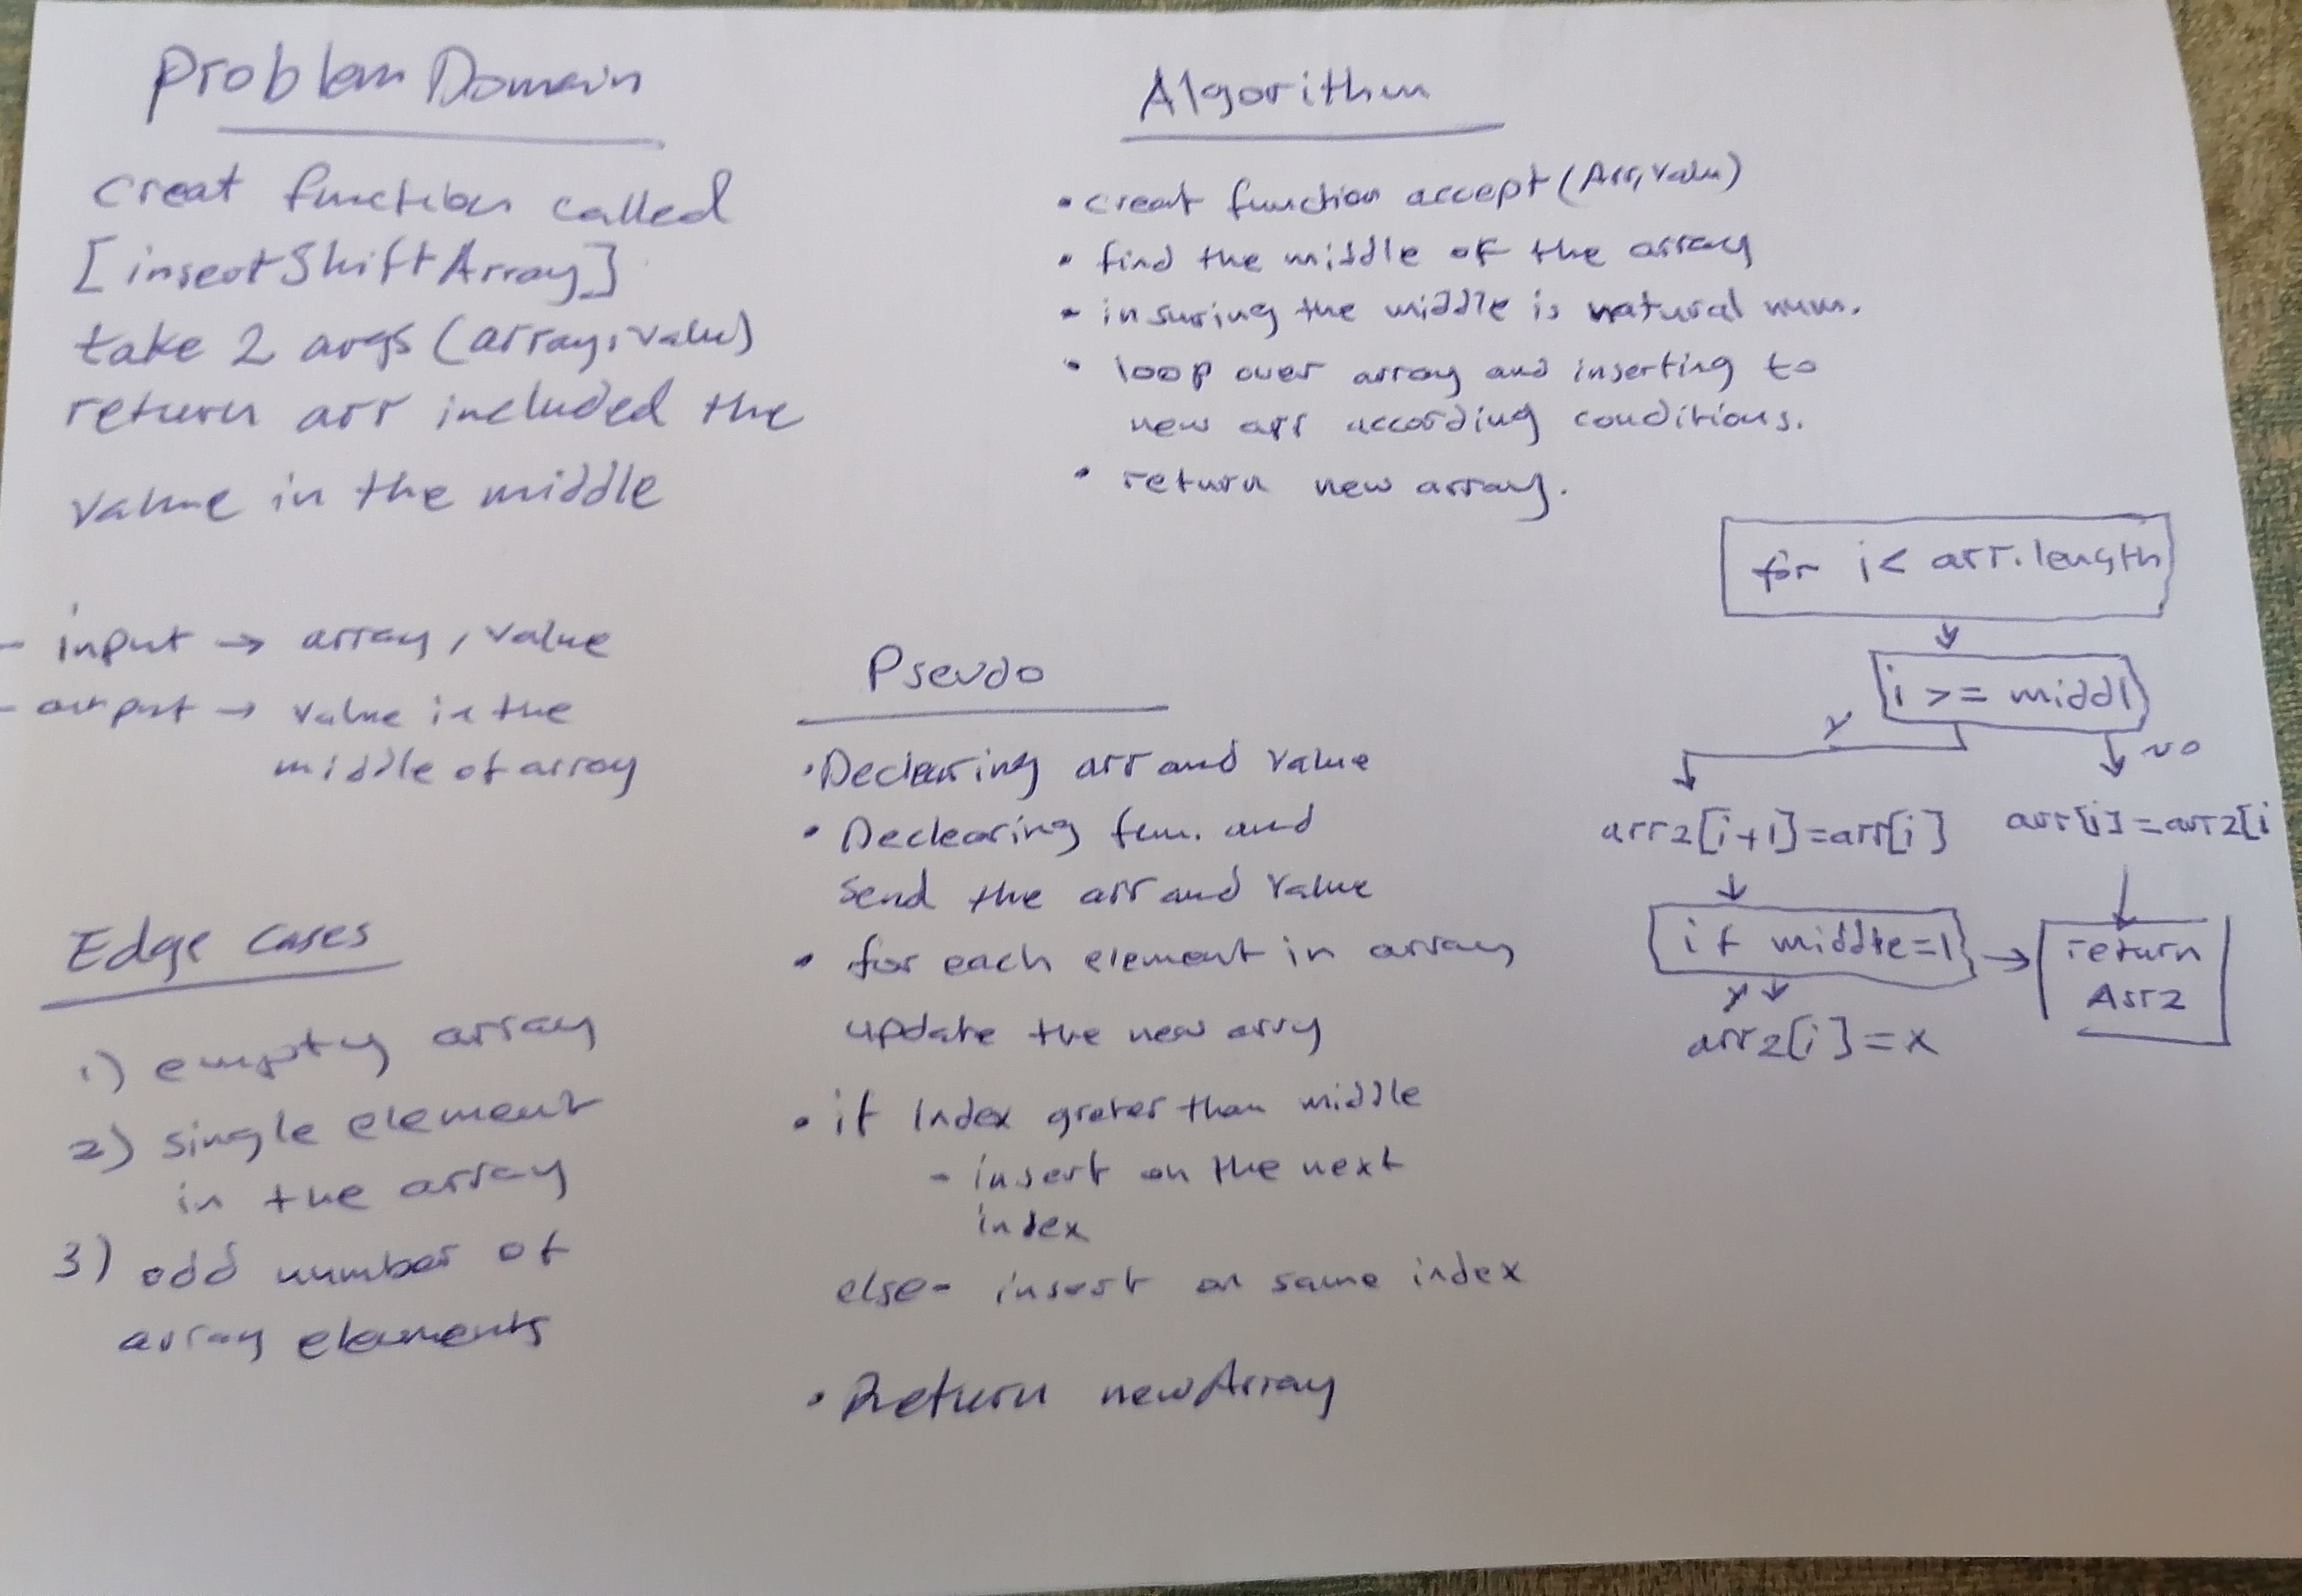 Problem Domain
creat function called
[insertShiftArray]
take 2 args (array, value)
return arr included the
value in the middle
- input → array, value
- output → value in the
middle of array
Edge cases
1) empty array
2) single element
in the array
3) odd number of
array elements
Algorithm
• creat function accept (Arr, value)
• find the middle of the array
• insuring the middle is natural num.
• loop over array and inserting to
new arr according conditions.
• return new array.
Pseudo
• Declearing arr and value
• Declearing fun. and
send the arr and value
• for each element in array
update the new arry
• if Index grater than middle
- insert on the next
index
else- insert on same index
• Return newArray
for i< arr.length
i >= middl
y
no
arr2[i+1]=arr[i]
arr[i]=arr2[i
if middle=i
return
Arr2
y
arr2[i]=x